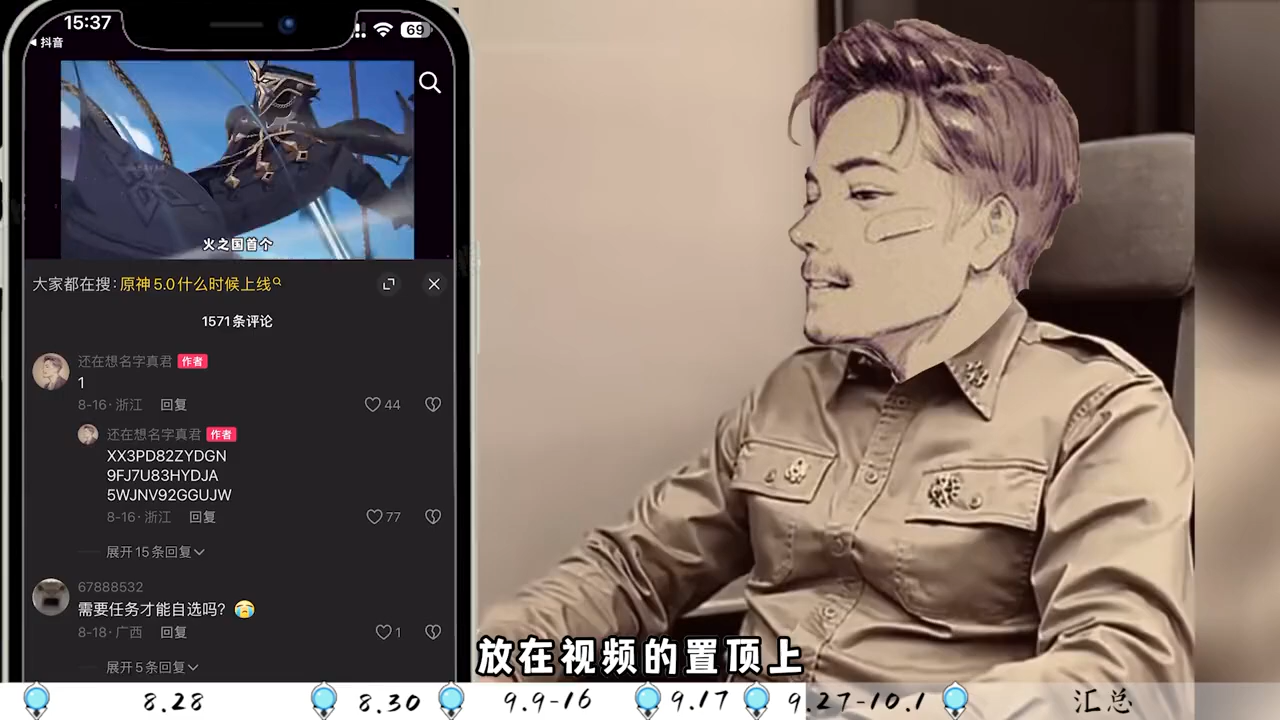 15:37
69
抖音
火之国首个
大家都在搜:原神5.0什么时候上线
1571条评论
还在想名字真君 作者
1
8-16·浙江 回复
44
还在想名字真君 作者
XX3PD82ZYDGN
9FJ7U83HYDJA
5WJNV92GGUJW
8-16·浙江 回复
77
展开15条回复
67888532
需要任务才能自选吗?😭
8-18·广西 回复
1
展开5条回复
放在视频的置顶上
8.28 8.30 9.9-16 9.17 9.27-10.1 汇总